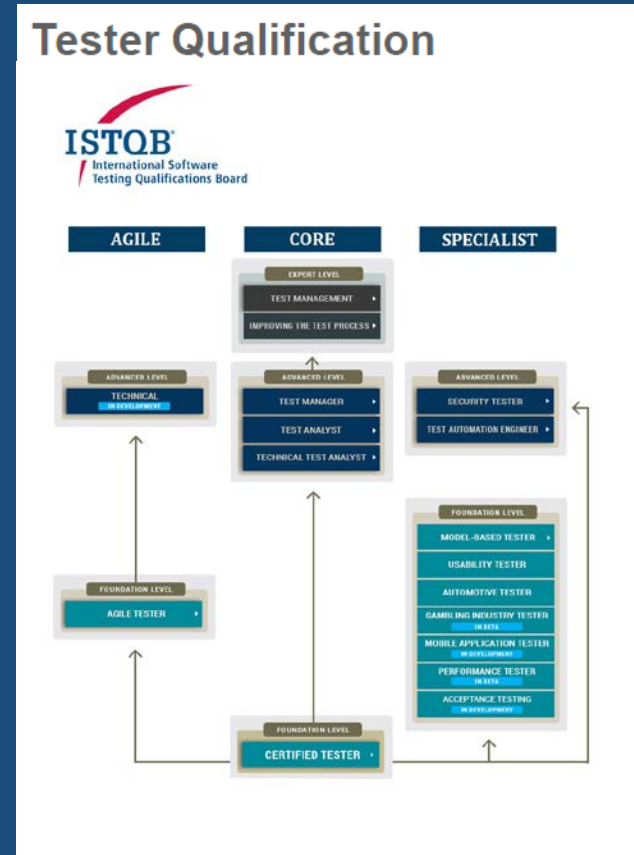 Tester Qualification
ISTQB®
International Software
Testing Qualifications Board
AGILE
CORE
SPECIALIST
EXPERT LEVEL
TEST MANAGEMENT
IMPROVING THE TEST PROCESS
ADVANCED LEVEL
TECHNICAL
IN DEVELOPMENT
ADVANCED LEVEL
TEST MANAGER
TEST ANALYST
TECHNICAL TEST ANALYST
ADVANCED LEVEL
SECURITY TESTER
TEST AUTOMATION ENGINEER
FOUNDATION LEVEL
MODEL-BASED TESTER
USABILITY TESTER
AUTOMOTIVE TESTER
GAMBLING INDUSTRY TESTER
IN BETA
MOBILE APPLICATION TESTER
IN DEVELOPMENT
PERFORMANCE TESTER
IN BETA
ACCEPTANCE TESTING
IN DEVELOPMENT
FOUNDATION LEVEL
AGILE TESTER
FOUNDATION LEVEL
CERTIFIED TESTER